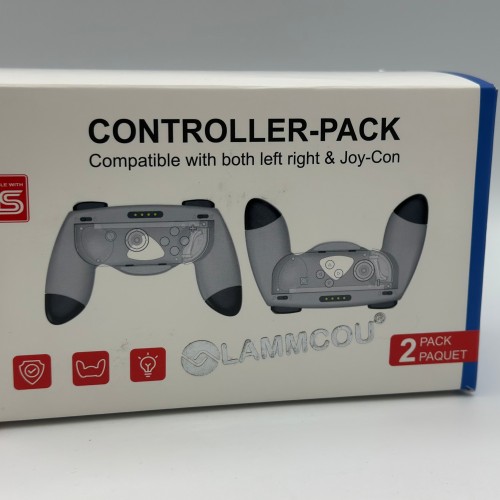 CONTROLLER-PACK
Compatible with both left right & Joy-Con
LAMMCOU®
2 PACK
PAQUET